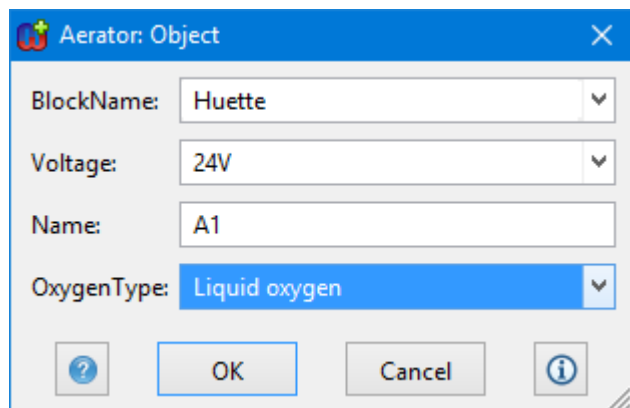 Aerator: Object
BlockName: Huette
Voltage: 24V
Name: A1
OxygenType: Liquid oxygen
OK Cancel